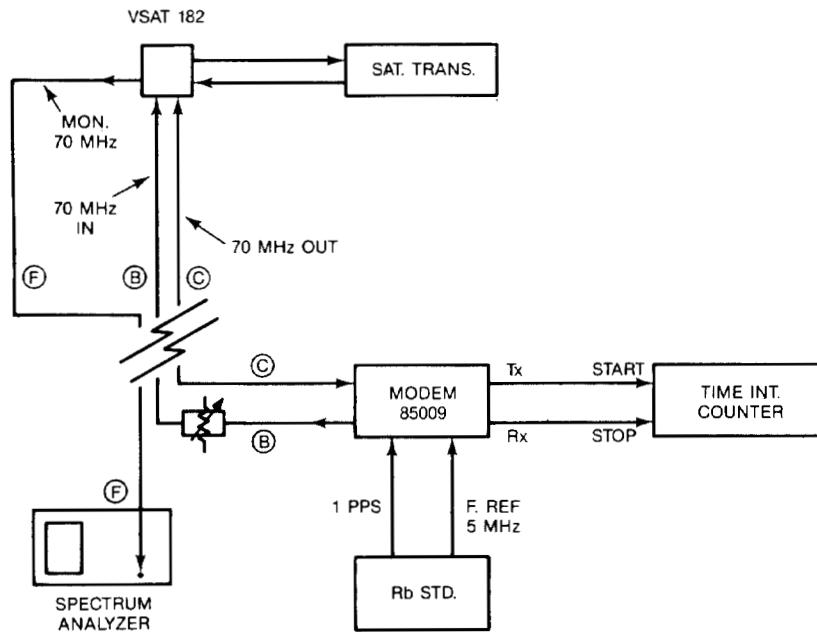 VSAT 182
SAT. TRANS.
MON.
70 MHz
70 MHz
IN
70 MHz OUT
F
B
C
C
B
F
MODEM
85009
Tx
START
Rx
STOP
TIME INT.
COUNTER
1 PPS
F. REF
5 MHz
Rb STD.
SPECTRUM
ANALYZER